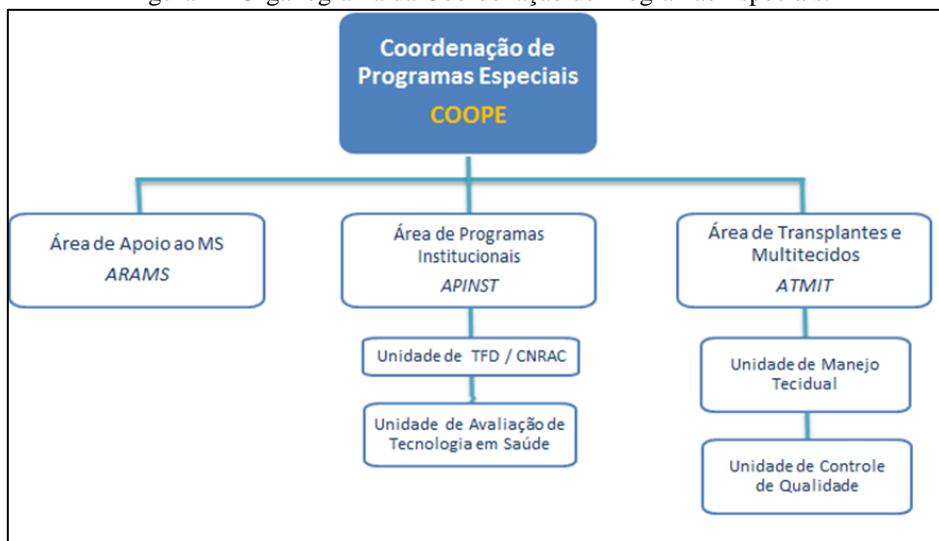 Coordenação de
Programas Especiais
COOPE
Área de Apoio ao MS
ARAMS
Área de Programas
Institucionais
APINST
Área de Transplantes e
Multitecidos
ATMIT
Unidade de TFD / CNRAC
Unidade de Avaliação de
Tecnologia em Saúde
Unidade de Manejo
Tecidual
Unidade de Controle
de Qualidade